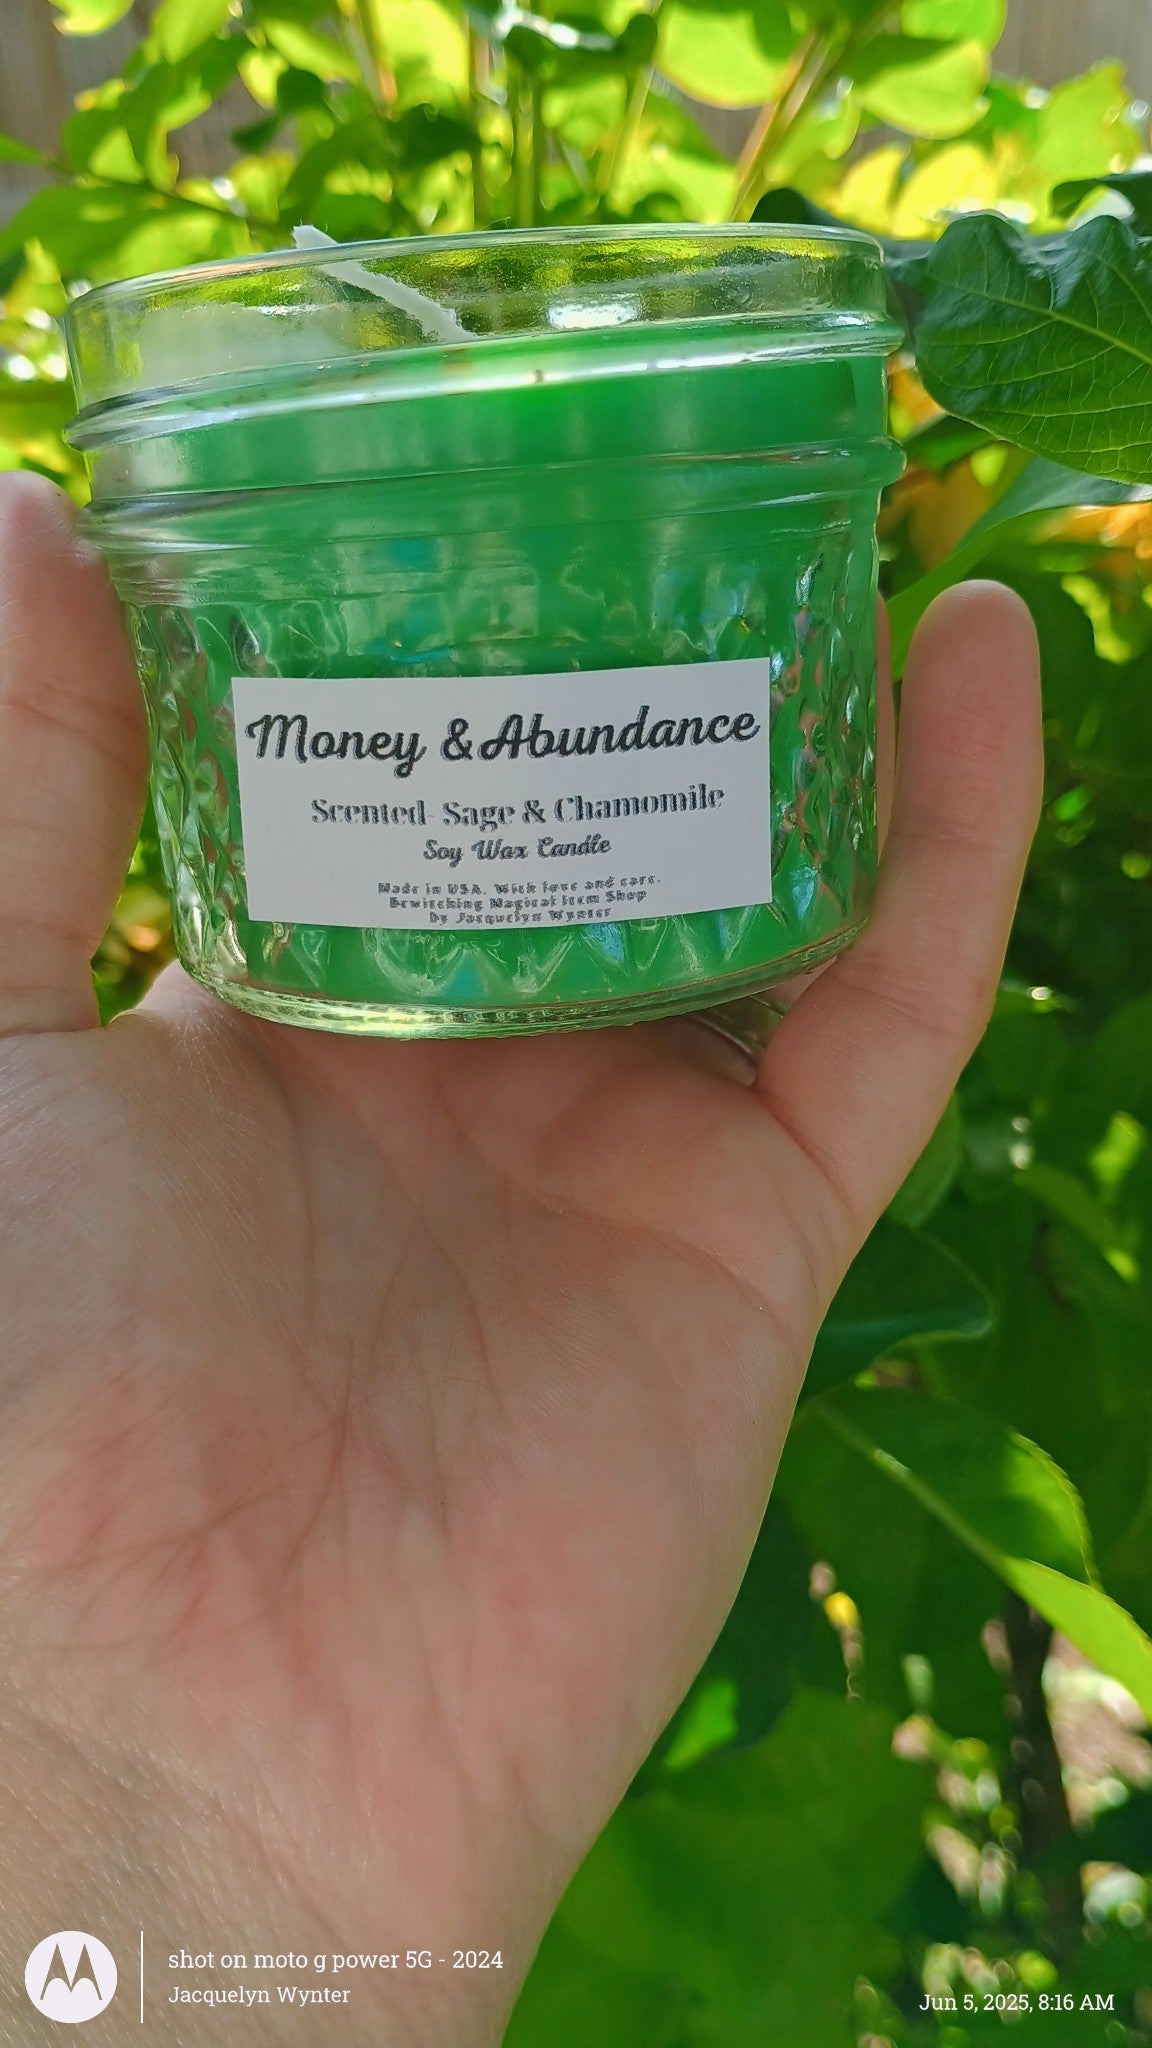 Money & Abundance
Scented- Sage & Chamomile
Soy Wax Candle
Made in USA. With love and care.
Bewitching Magical Item Shop
by Jacquelyn Wynter
shot on moto g power 5G - 2024
Jacquelyn Wynter
Jun 5, 2025, 8:16 AM